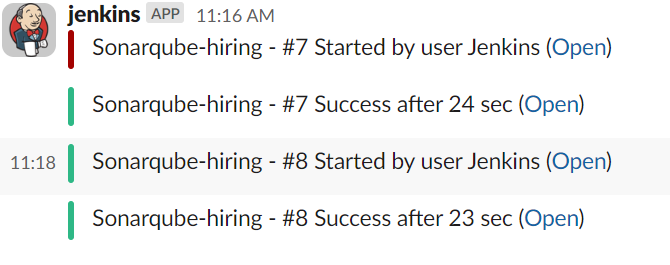 jenkins APP 11:16 AM
Sonarqube-hiring - #7 Started by user Jenkins (Open)
Sonarqube-hiring - #7 Success after 24 sec (Open)
11:18 Sonarqube-hiring - #8 Started by user Jenkins (Open)
Sonarqube-hiring - #8 Success after 23 sec (Open)